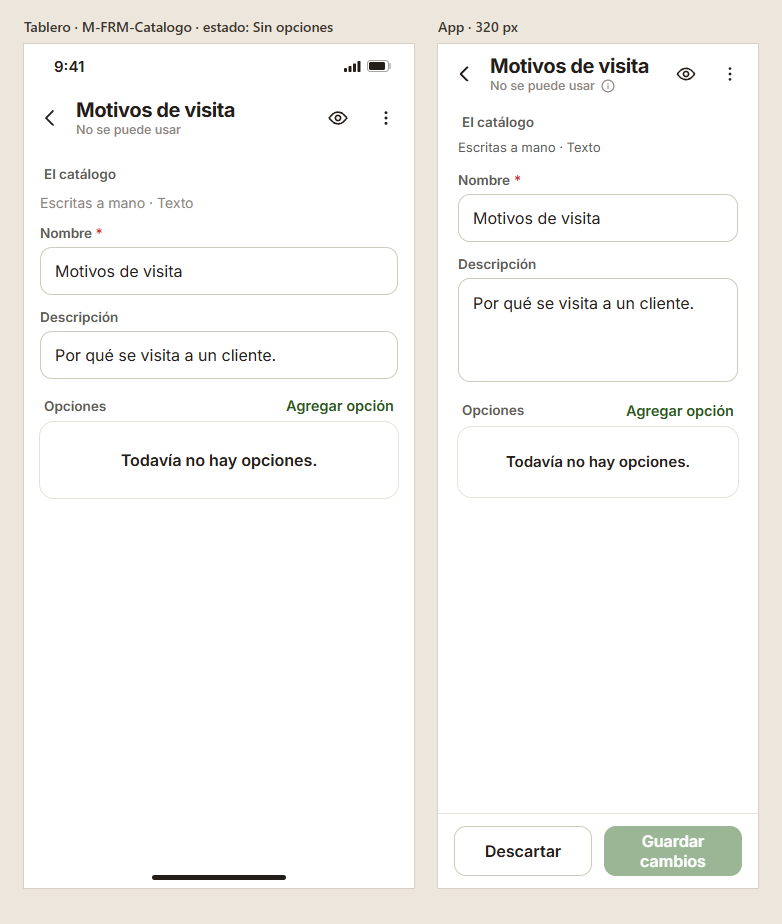 Tablero · M-FRM-Catalogo · estado: Sin opciones
9:41
Motivos de visita
No se puede usar
El catálogo
Escritas a mano · Texto
Nombre *
Motivos de visita
Descripción
Por qué se visita a un cliente.
Opciones
Agregar opción
Todavía no hay opciones.
App · 320 px
Motivos de visita
No se puede usar
El catálogo
Escritas a mano · Texto
Nombre *
Motivos de visita
Descripción
Por qué se visita a un cliente.
Opciones
Agregar opción
Todavía no hay opciones.
Descartar
Guardar
cambios